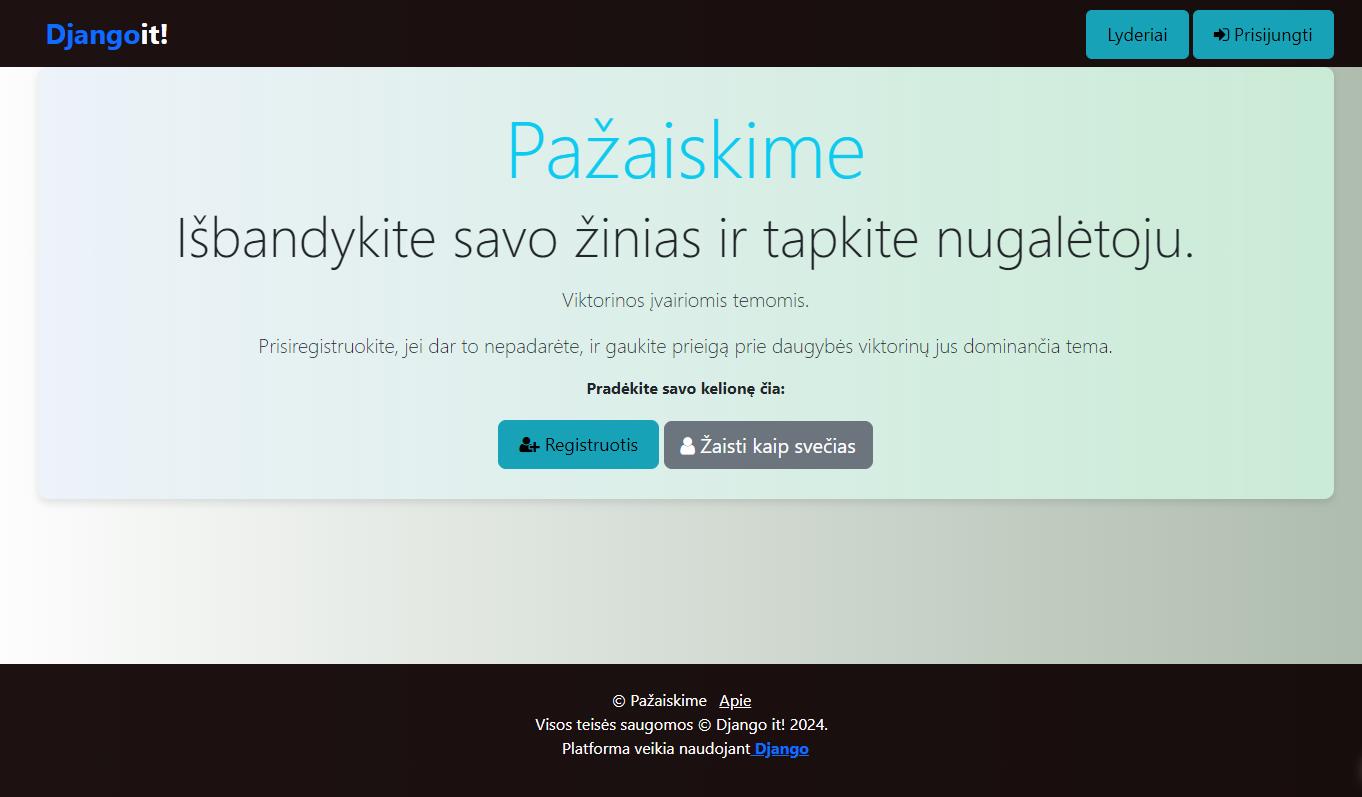 Djangoit!
Lyderiai
Prisijungti
Pažaiskime
Išbandykite savo žinias ir tapkite nugalėtoju.
Viktorinos įvairiomis temomis.
Prisiregistruokite, jei dar to nepadarėte, ir gaukite prieigą prie daugybės viktorinų jus dominančia tema.
Pradėkite savo kelionę čia:
Registruotis
Žaisti kaip svečias
© Pažaiskime Apie
Visos teisės saugomos © Django it! 2024.
Platforma veikia naudojant Django